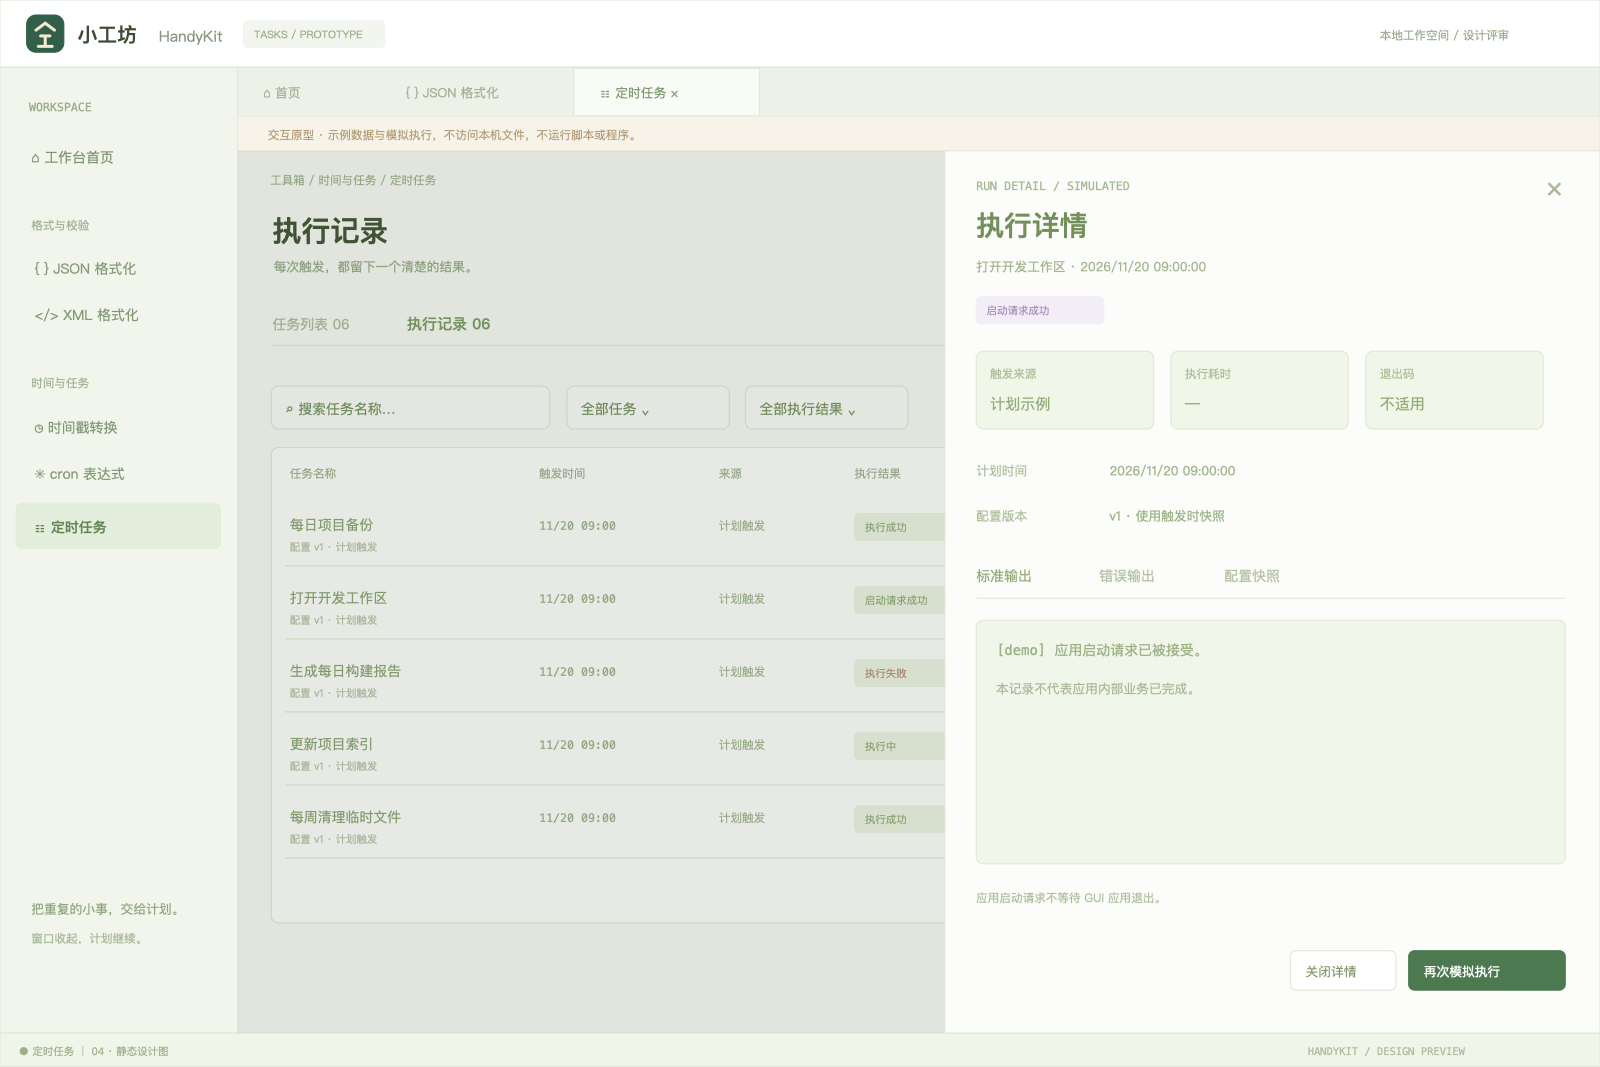 小工坊 HandyKit TASKS / PROTOTYPE 本地工作空间 / 设计评审
WORKSPACE
⌂ 工作台首页
格式与校验
{ } JSON 格式化
</> XML 格式化
时间与任务
◷ 时间戳转换
✳ cron 表达式
☷ 定时任务
把重复的小事，交给计划。
窗口收起，计划继续。
⌂ 首页 { } JSON 格式化 ☷ 定时任务 ×
交互原型 · 示例数据与模拟执行，不访问本机文件，不运行脚本或程序。
工具箱 / 时间与任务 / 定时任务
执行记录
每次触发，都留下一个清楚的结果。
任务列表 06 执行记录 06
⌕ 搜索任务名称... 全部任务 ⌄ 全部执行结果 ⌄
任务名称 触发时间 来源 执行结果
每日项目备份 11/20 09:00 计划触发 执行成功
配置 v1 · 计划触发
打开开发工作区 11/20 09:00 计划触发 启动请求成功
配置 v1 · 计划触发
生成每日构建报告 11/20 09:00 计划触发 执行失败
配置 v1 · 计划触发
更新项目索引 11/20 09:00 计划触发 执行中
配置 v1 · 计划触发
每周清理临时文件 11/20 09:00 计划触发 执行成功
配置 v1 · 计划触发
RUN DETAIL / SIMULATED ×
执行详情
打开开发工作区 · 2026/11/20 09:00:00
启动请求成功
触发来源 执行耗时 退出码
计划示例 — 不适用
计划时间 2026/11/20 09:00:00
配置版本 v1 · 使用触发时快照
标准输出 错误输出 配置快照
[demo] 应用启动请求已被接受。
本记录不代表应用内部业务已完成。
应用启动请求不等待 GUI 应用退出。
关闭详情 再次模拟执行
● 定时任务 | 04 · 静态设计图 HANDYKIT / DESIGN PREVIEW